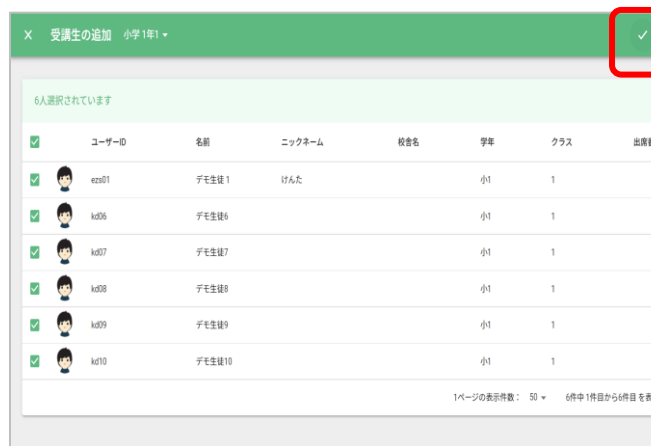 × 受講生の追加 小学1年1
6人選択されています
ユーザーID 名前 ニックネーム 校舎名 学年 クラス 出席
ezs01 デモ生徒1 けんた 小1 1
kd06 デモ生徒6 小1 1
kd07 デモ生徒7 小1 1
kd08 デモ生徒8 小1 1
kd09 デモ生徒9 小1 1
kd10 デモ生徒10 小1 1
1ページの表示件数： 50 6件中1件目から6件目 を表